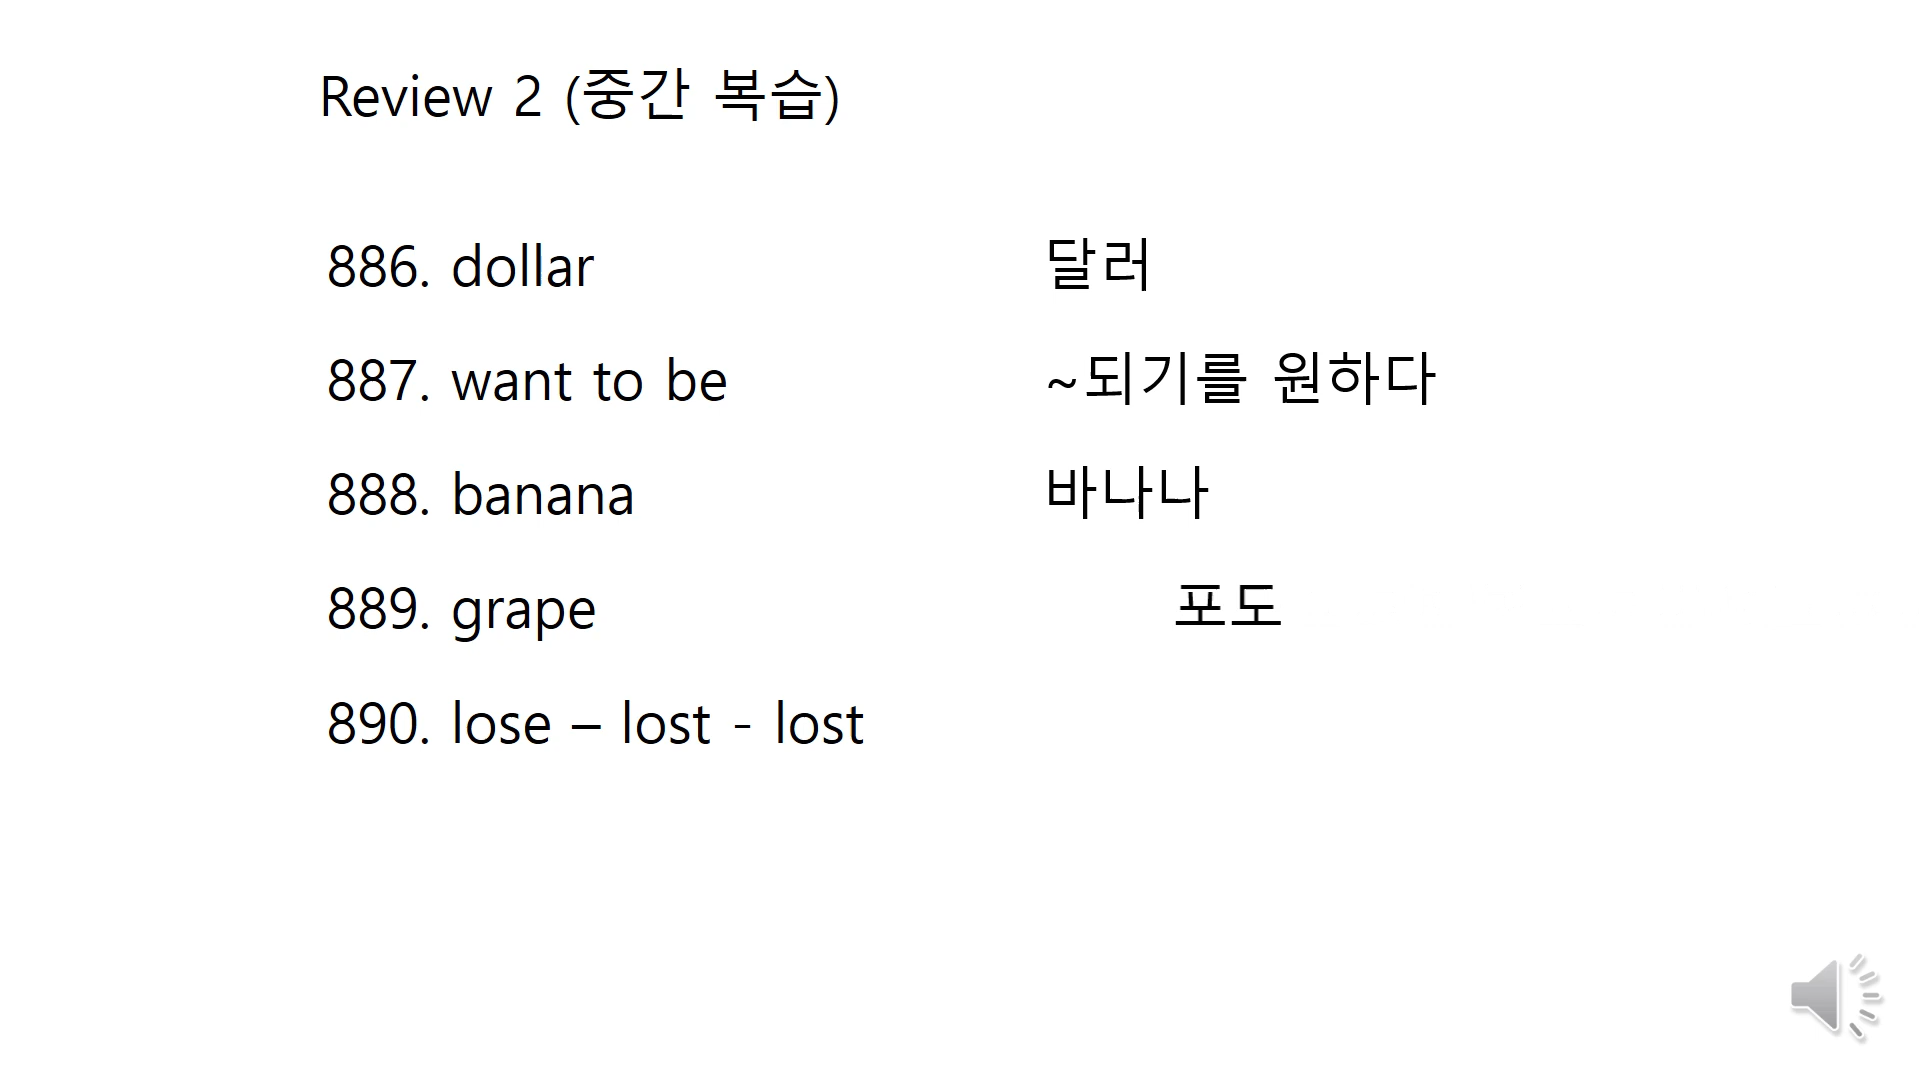 Review 2 (중간 복습)
886. dollar 달러
887. want to be ~되기를 원하다
888. banana 바나나
889. grape 포도
890. lose – lost - lost